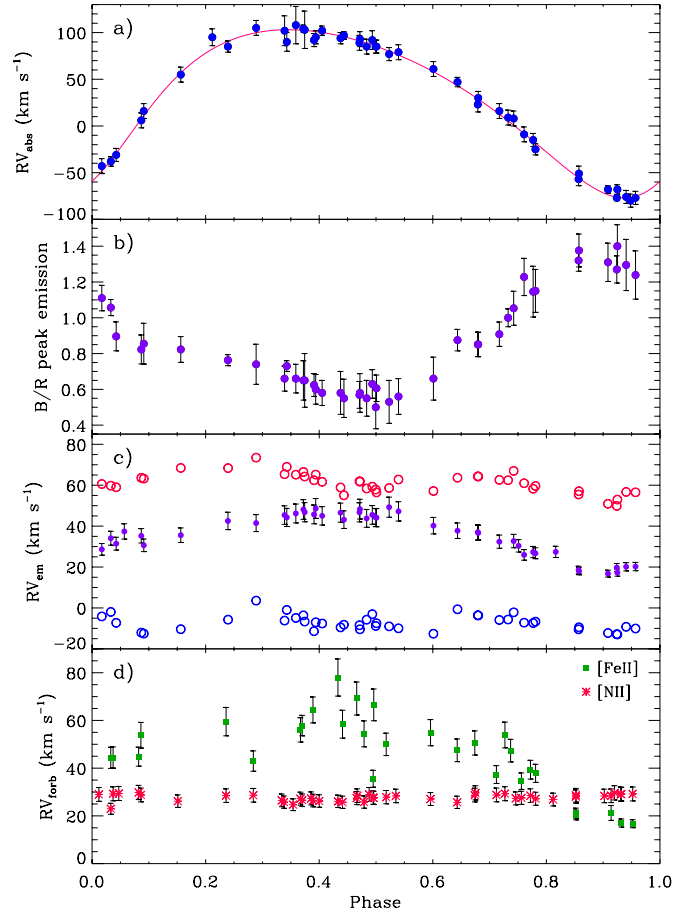 a)
100
50
0
−50
−100
RV_abs (km s⁻¹)
b)
1.4
1.2
1.0
0.8
0.6
0.4
B/R peak emission
c)
80
60
40
20
0
−20
RV_em (km s⁻¹)
d)
[FeII]
[NII]
80
60
40
20
0
RV_forb (km s⁻¹)
0.0 0.2 0.4 0.6 0.8 1.0
Phase